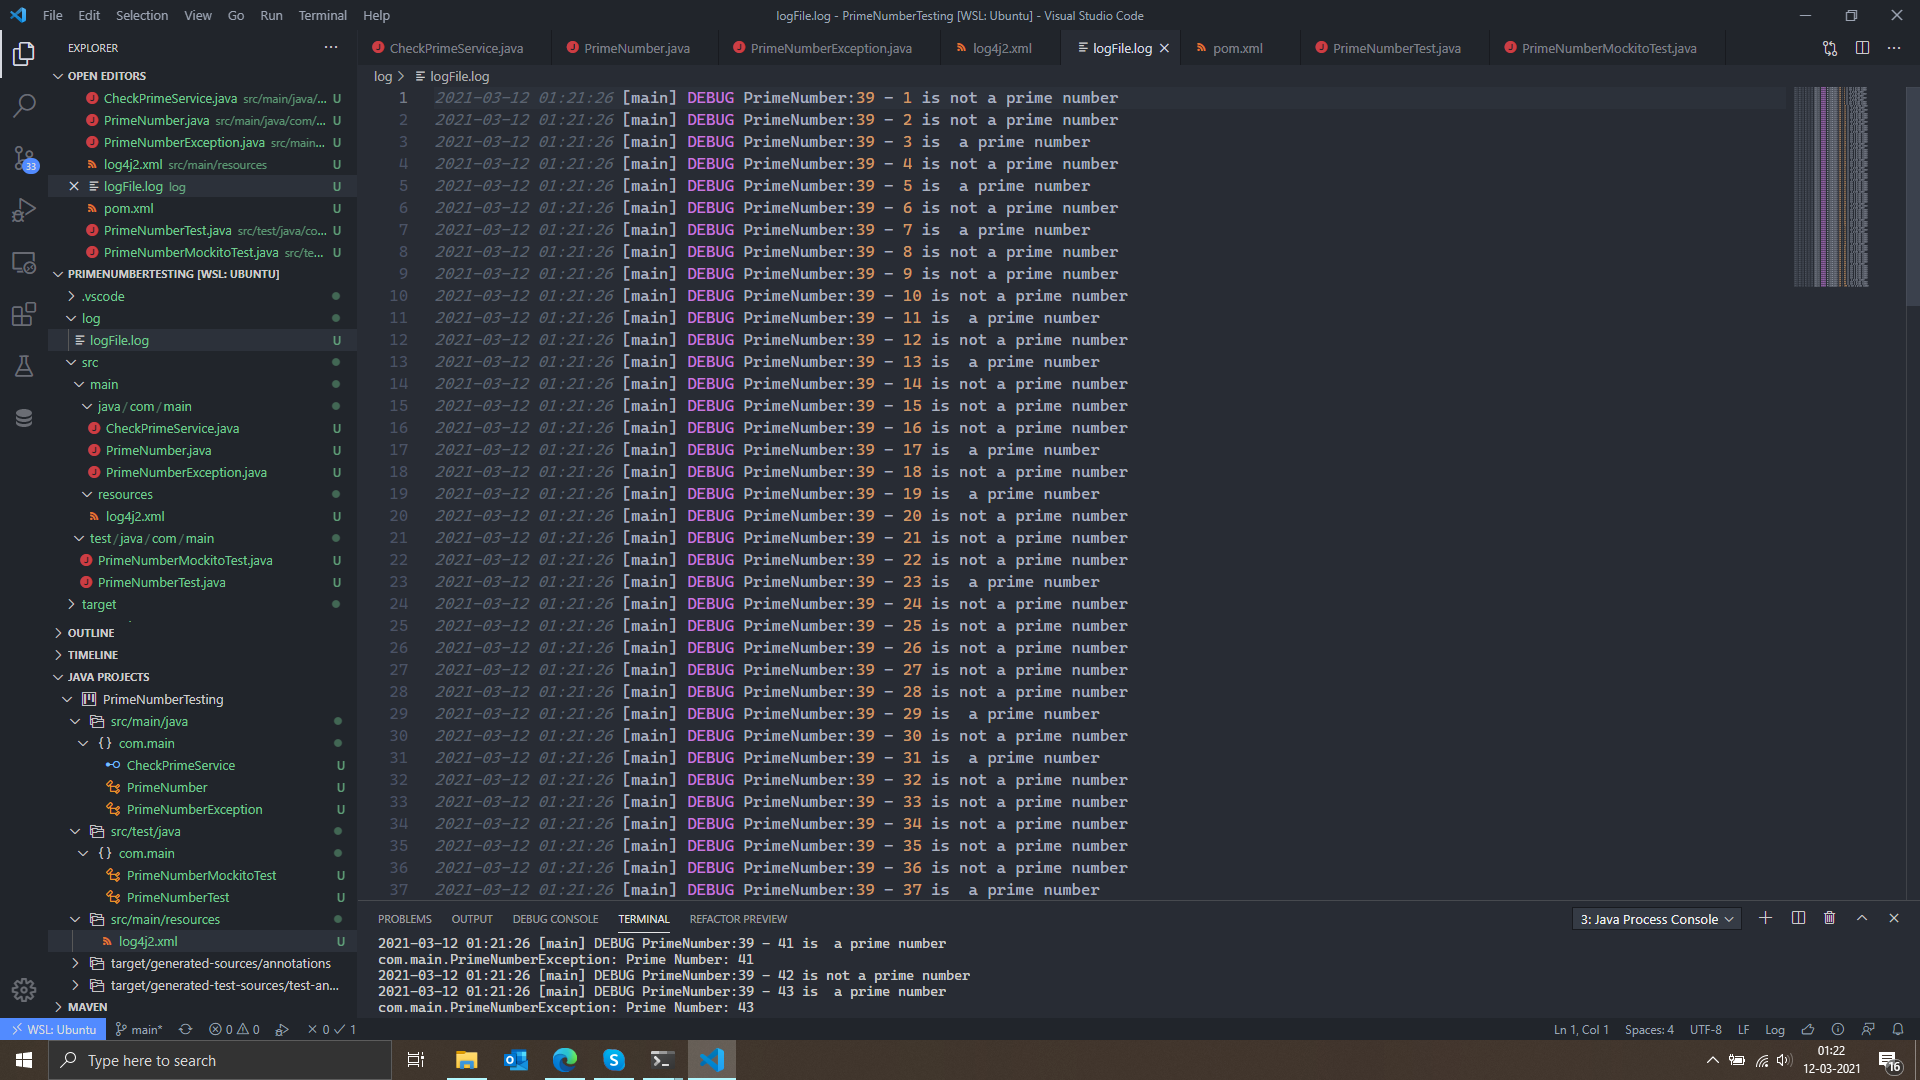 File Edit Selection View Go Run Terminal Help
logFile.log - PrimeNumberTesting [WSL: Ubuntu] - Visual Studio Code
EXPLORER ···
OPEN EDITORS
CheckPrimeService.java src/main/java/... U
PrimeNumber.java src/main/java/com/... U
PrimeNumberException.java src/main... U
log4j2.xml src/main/resources U
logFile.log log U
pom.xml U
PrimeNumberTest.java src/test/java/co... U
PrimeNumberMockitoTest.java src/te... U
PRIMENUMBERTESTING [WSL: UBUNTU]
.vscode
log
logFile.log U
src
main
java / com / main
CheckPrimeService.java U
PrimeNumber.java U
PrimeNumberException.java U
resources
log4j2.xml U
test / java / com / main
PrimeNumberMockitoTest.java U
PrimeNumberTest.java U
target
OUTLINE
TIMELINE
JAVA PROJECTS
PrimeNumberTesting
src/main/java
{} com.main
CheckPrimeService U
PrimeNumber U
PrimeNumberException U
src/test/java
{} com.main
PrimeNumberMockitoTest U
PrimeNumberTest U
src/main/resources
log4j2.xml U
target/generated-sources/annotations
target/generated-test-sources/test-an...
MAVEN
33
CheckPrimeService.java PrimeNumber.java PrimeNumberException.java log4j2.xml logFile.log pom.xml PrimeNumberTest.java PrimeNumberMockitoTest.java
log > logFile.log
1 2021-03-12 01:21:26 [main] DEBUG PrimeNumber:39 - 1 is not a prime number
2 2021-03-12 01:21:26 [main] DEBUG PrimeNumber:39 - 2 is not a prime number
3 2021-03-12 01:21:26 [main] DEBUG PrimeNumber:39 - 3 is  a prime number
4 2021-03-12 01:21:26 [main] DEBUG PrimeNumber:39 - 4 is not a prime number
5 2021-03-12 01:21:26 [main] DEBUG PrimeNumber:39 - 5 is  a prime number
6 2021-03-12 01:21:26 [main] DEBUG PrimeNumber:39 - 6 is not a prime number
7 2021-03-12 01:21:26 [main] DEBUG PrimeNumber:39 - 7 is  a prime number
8 2021-03-12 01:21:26 [main] DEBUG PrimeNumber:39 - 8 is not a prime number
9 2021-03-12 01:21:26 [main] DEBUG PrimeNumber:39 - 9 is not a prime number
10 2021-03-12 01:21:26 [main] DEBUG PrimeNumber:39 - 10 is not a prime number
11 2021-03-12 01:21:26 [main] DEBUG PrimeNumber:39 - 11 is  a prime number
12 2021-03-12 01:21:26 [main] DEBUG PrimeNumber:39 - 12 is not a prime number
13 2021-03-12 01:21:26 [main] DEBUG PrimeNumber:39 - 13 is  a prime number
14 2021-03-12 01:21:26 [main] DEBUG PrimeNumber:39 - 14 is not a prime number
15 2021-03-12 01:21:26 [main] DEBUG PrimeNumber:39 - 15 is not a prime number
16 2021-03-12 01:21:26 [main] DEBUG PrimeNumber:39 - 16 is not a prime number
17 2021-03-12 01:21:26 [main] DEBUG PrimeNumber:39 - 17 is  a prime number
18 2021-03-12 01:21:26 [main] DEBUG PrimeNumber:39 - 18 is not a prime number
19 2021-03-12 01:21:26 [main] DEBUG PrimeNumber:39 - 19 is  a prime number
20 2021-03-12 01:21:26 [main] DEBUG PrimeNumber:39 - 20 is not a prime number
21 2021-03-12 01:21:26 [main] DEBUG PrimeNumber:39 - 21 is not a prime number
22 2021-03-12 01:21:26 [main] DEBUG PrimeNumber:39 - 22 is not a prime number
23 2021-03-12 01:21:26 [main] DEBUG PrimeNumber:39 - 23 is  a prime number
24 2021-03-12 01:21:26 [main] DEBUG PrimeNumber:39 - 24 is not a prime number
25 2021-03-12 01:21:26 [main] DEBUG PrimeNumber:39 - 25 is not a prime number
26 2021-03-12 01:21:26 [main] DEBUG PrimeNumber:39 - 26 is not a prime number
27 2021-03-12 01:21:26 [main] DEBUG PrimeNumber:39 - 27 is not a prime number
28 2021-03-12 01:21:26 [main] DEBUG PrimeNumber:39 - 28 is not a prime number
29 2021-03-12 01:21:26 [main] DEBUG PrimeNumber:39 - 29 is  a prime number
30 2021-03-12 01:21:26 [main] DEBUG PrimeNumber:39 - 30 is not a prime number
31 2021-03-12 01:21:26 [main] DEBUG PrimeNumber:39 - 31 is  a prime number
32 2021-03-12 01:21:26 [main] DEBUG PrimeNumber:39 - 32 is not a prime number
33 2021-03-12 01:21:26 [main] DEBUG PrimeNumber:39 - 33 is not a prime number
34 2021-03-12 01:21:26 [main] DEBUG PrimeNumber:39 - 34 is not a prime number
35 2021-03-12 01:21:26 [main] DEBUG PrimeNumber:39 - 35 is not a prime number
36 2021-03-12 01:21:26 [main] DEBUG PrimeNumber:39 - 36 is not a prime number
37 2021-03-12 01:21:26 [main] DEBUG PrimeNumber:39 - 37 is  a prime number
PROBLEMS OUTPUT DEBUG CONSOLE TERMINAL REFACTOR PREVIEW 3: Java Process Console
2021-03-12 01:21:26 [main] DEBUG PrimeNumber:39 - 41 is  a prime number
com.main.PrimeNumberException: Prime Number: 41
2021-03-12 01:21:26 [main] DEBUG PrimeNumber:39 - 42 is not a prime number
2021-03-12 01:21:26 [main] DEBUG PrimeNumber:39 - 43 is  a prime number
com.main.PrimeNumberException: Prime Number: 43
WSL: Ubuntu main* 0 0 0 1 Ln 1, Col 1 Spaces: 4 UTF-8 LF Log
Type here to search
01:22
12-03-2021
16